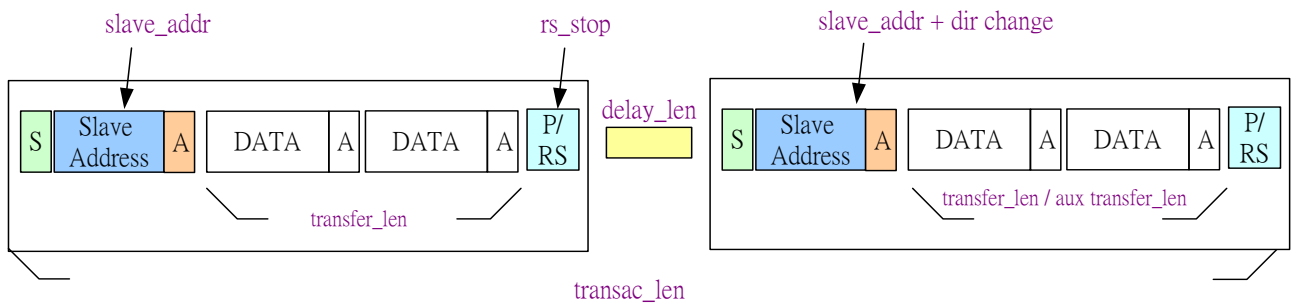 slave_addr
rs_stop
slave_addr + dir change
S
Slave
Address
A
DATA
A
DATA
A
P/
RS
delay_len
S
Slave
Address
A
DATA
A
DATA
A
P/
RS
transfer_len
transfer_len / aux transfer_len
transac_len